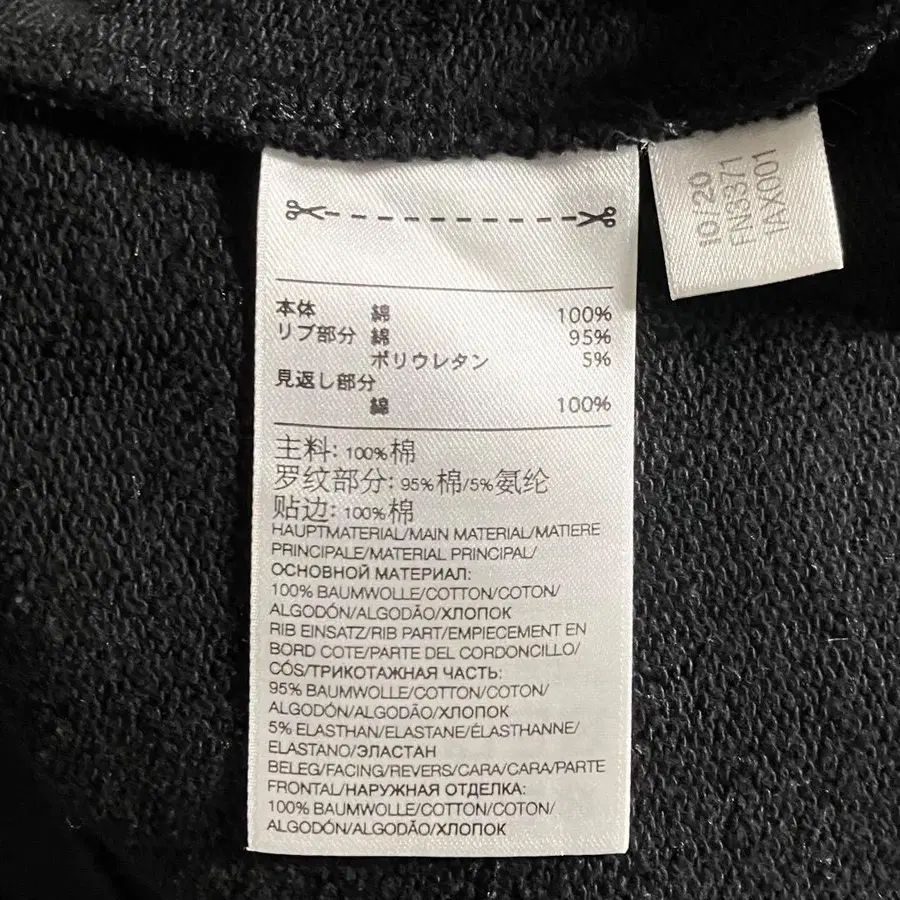 本体 綿 100%
リブ部分 綿 95%
ポリウレタン 5%
見返し部分
綿 100%
主料: 100%棉
罗纹部分: 95%棉/5%氨纶
贴边: 100%棉
HAUPTMATERIAL/MAIN MATERIAL/MATIERE
PRINCIPALE/MATERIAL PRINCIPAL/
ОСНОВНОЙ МАТЕРИАЛ:
100% BAUMWOLLE/COTTON/COTON/
ALGODÓN/ALGODÃO/ХЛОПОК
RIB EINSATZ/RIB PART/EMPIECEMENT EN
BORD COTE/PARTE DEL CORDONCILLO/
CÓS/ТРИКОТАЖНАЯ ЧАСТЬ:
95% BAUMWOLLE/COTTON/COTON/
ALGODÓN/ALGODÃO/ХЛОПОК
5% ELASTHAN/ELASTANE/ÉLASTHANNE/
ELASTANO/ЭЛАСТАН
BELEG/FACING/REVERS/CARA/CARA/PARTE
FRONTAL/НАРУЖНАЯ ОТДЕЛКА:
100% BAUMWOLLE/COTTON/COTON/
ALGODÓN/ALGODÃO/ХЛОПОК
10/20
FN3371
1AX001